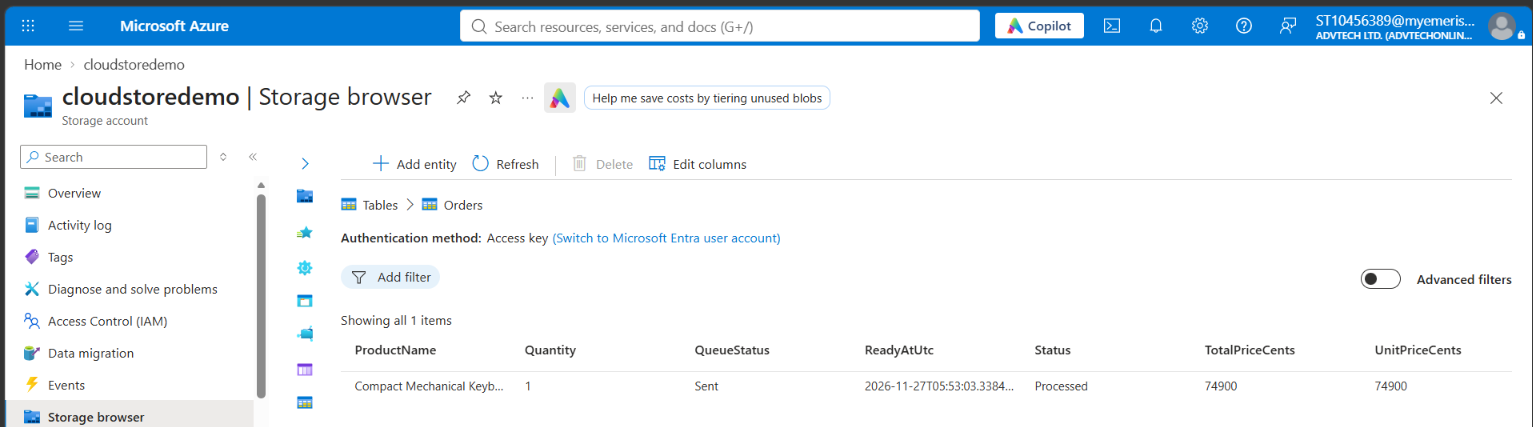 Microsoft Azure
Search resources, services, and docs (G+/)
Copilot
ST10456389@myemeris...
ADVTECH LTD. (ADVTECHONLIN...
Home > cloudstoredemo
cloudstoredemo | Storage browser
Help me save costs by tiering unused blobs
Storage account
Search
Add entity
Refresh
Delete
Edit columns
Overview
Activity log
Tags
Diagnose and solve problems
Access Control (IAM)
Data migration
Events
Storage browser
Tables > Orders
Authentication method: Access key (Switch to Microsoft Entra user account)
Add filter
Advanced filters
Showing all 1 items
ProductName Quantity QueueStatus ReadyAtUtc Status TotalPriceCents UnitPriceCents
Compact Mechanical Keyb... 1 Sent 2026-11-27T05:53:03.3384... Processed 74900 74900